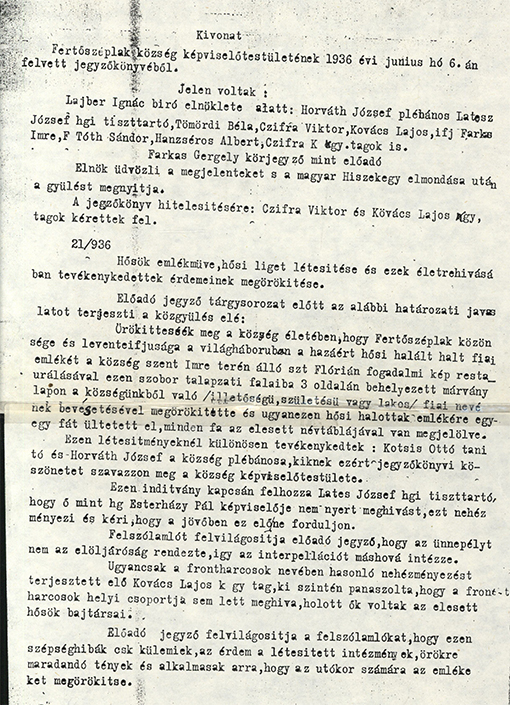 Kivonat
Fertőszéplak község képviselőtestületének 1936 évi junius hó 6.án
felvett jegyzőkönyvéből.
Jelen voltak :
Lajber Ignác biró elnöklete alatt: Horváth József plébános Latesz
József hgi tiszttartó,Tömördi Béla,Czifra Viktor,Kovács Lajos,ifj Farkas
Imre,F Tóth Sándor,Hanzséros Albert,Czifra K gy.tagok is.
Farkas Gergely körjegyző mint előadó
Elnök üdvözli a megjelenteket s a magyar Hiszekegy elmondása után
a gyülést megnyitja.
A jegyzőkönyv hitelesitésére: Czifra Viktor és Kövács Lajos kgy,
tagok kérettek fel.
21/936
Hősök emlékmüve,hősi liget létesitése és ezek életrehivásá
ban tevékenykedettek érdemeinek megörökitése.
Előadó jegyző tárgysorozat előtt az alábbi határozati javas
latot terjeszti a közgyülés elé:
Örökittessék meg a község életében,hogy Fertőszéplak közön
sége és leventeifjusága a világháboruban a hazáért hősi halált halt fiai
emlékét a község szent Imre terén álló szt Flórián fogadalmi kép resta
urálásával ezen szobor talapzati falaiba 3 oldalán behelyezett márvány
lapon a községünkből való /illetőségü,születésü vagy lakos/ fiai nevé
nek bevesetésével megörökitette és ugyanezen hősi halottak emlékére egy-
egy fát ültetett el,minden fa az elesett névtáblájával van megjelölve.
Ezen létesitményeknél különösen tevékenykedtek : Kotsis Ottó tani
tó és Horváth József a község plébánosa,kiknek ezért jegyzőkönyvi kö-
szönetet szavazzon meg a község képviselőtestülete.
Ezen inditvány kapcsán felhozza Lates József hgi tiszttartó,
hogy ő mint hg Esterházy Pál képviselője nem nyert meghivást,ezt nehéz
ményezi és kéri,hogy a jövőben ez előne forduljon.
Felszólamlót felvilágositja előadó jegyző,hogy az ünnepélyt
nem az elöljáróság rendezte,igy az interpellációt máshová intézze.
Ugyancsak a frontharcosok nevében hasonló nehézményezést
terjesztett elő Kovács Lajos k gy tag,ki szintén panaszolta,hogy a front-
harcosok helyi csoportja sem lett meghiva,holott ők voltak az elesett
hősök bajtársai.
Előadó jegyző felvilágositja a felszólamlókat,hogy ezen
szépséghibák csk külemiek,az érdem a létesitett intézmények,örökre
maradandó tények és alkalmasak arra,hogy az utókor számára az emléke
ket megörökitse.